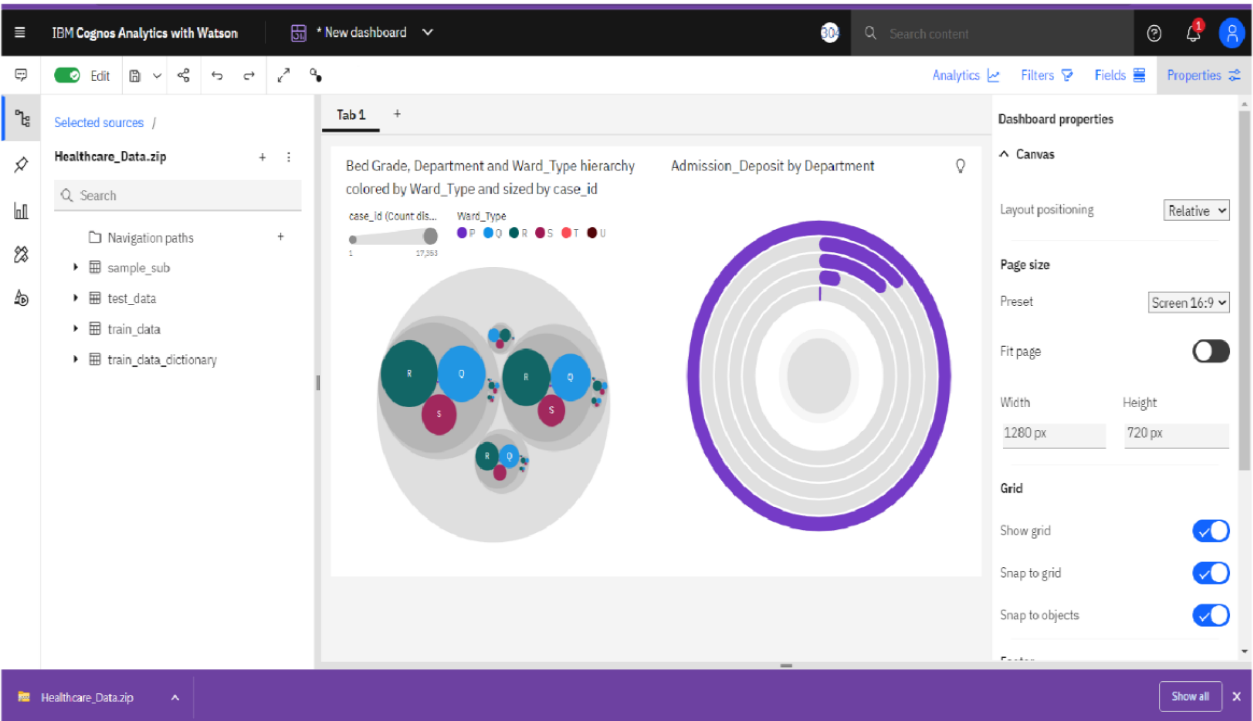 IBM Cognos Analytics with Watson
* New dashboard
304
Search content
1
Edit
Analytics
Filters
Fields
Properties
Selected sources /
Healthcare_Data.zip
Search
Navigation paths
sample_sub
test_data
train_data
train_data_dictionary
Tab 1
Bed Grade, Department and Ward_Type hierarchy
colored by Ward_Type and sized by case_id
case_id (Count dis...
1
17,353
Ward_Type
P Q R S T U
R Q
S
R Q
S
R Q
Admission_Deposit by Department
Dashboard properties
Canvas
Layout positioning
Relative
Page size
Preset
Screen 16:9
Fit page
Width
Height
1280 px
720 px
Grid
Show grid
Snap to grid
Snap to objects
Healthcare_Data.zip
Show all